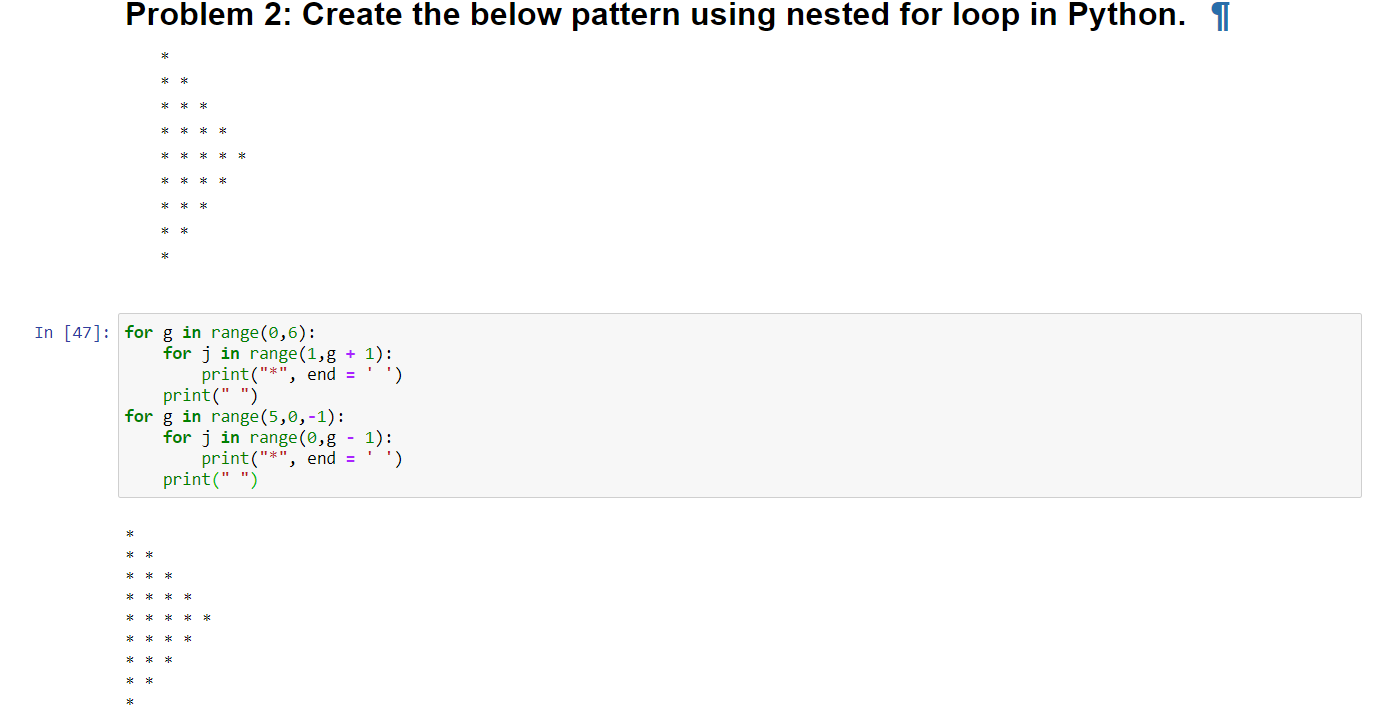 Problem 2: Create the below pattern using nested for loop in Python. ¶
*
* *
* * *
* * * *
* * * * *
* * * *
* * *
* *
*
In [47]: for g in range(0,6):
    for j in range(1,g + 1):
        print("*", end = ' ')
    print(" ")
for g in range(5,0,-1):
    for j in range(0,g - 1):
        print("*", end = ' ')
    print(" ")
*
* *
* * *
* * * *
* * * * *
* * * *
* * *
* *
*